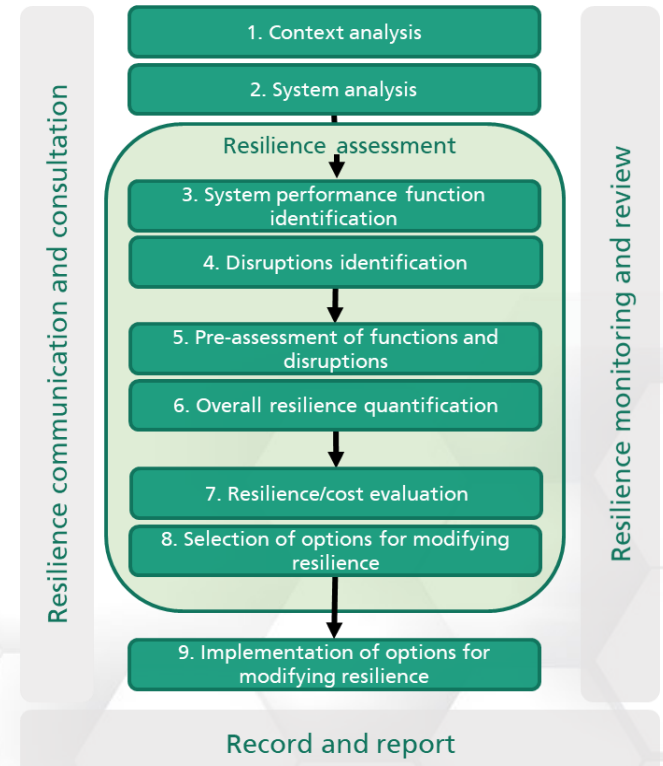 Resilience communication and consultation
1. Context analysis
2. System analysis
Resilience assessment
3. System performance function
identification
4. Disruptions identification
5. Pre-assessment of functions and
disruptions
6. Overall resilience quantification
7. Resilience/cost evaluation
8. Selection of options for modifying
resilience
9. Implementation of options for
modifying resilience
Resilience monitoring and review
Record and report